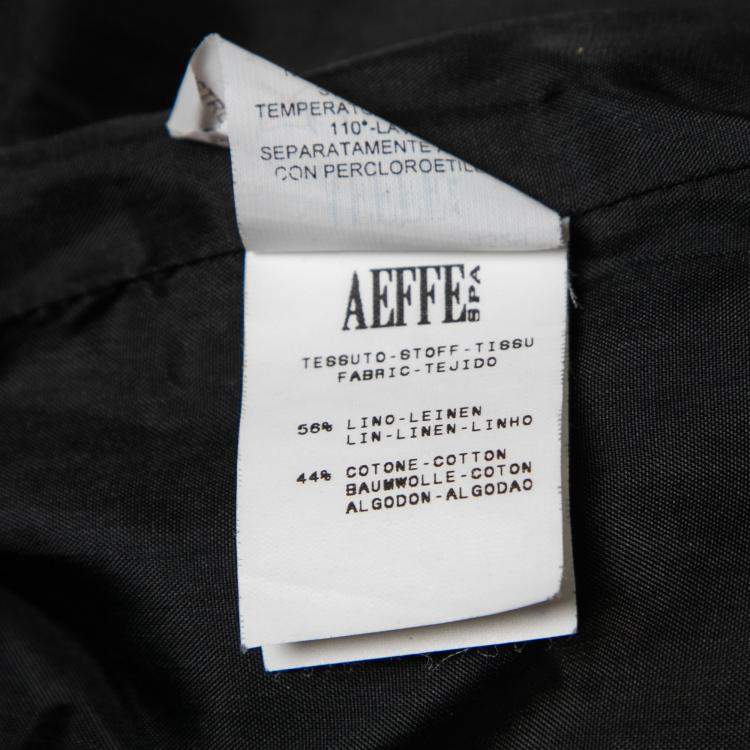 TEMPERAT
110°-LA
SEPARATAMENTE
CON PERCLOROETIL
AEFFE SPA
TESSUTO-STOFF-TISSU
FABRIC-TEJIDO
56% LINO-LEINEN
LIN-LINEN-LINHO
44% COTONE-COTTON
BAUMWOLLE-COTON
ALGODON-ALGODAO